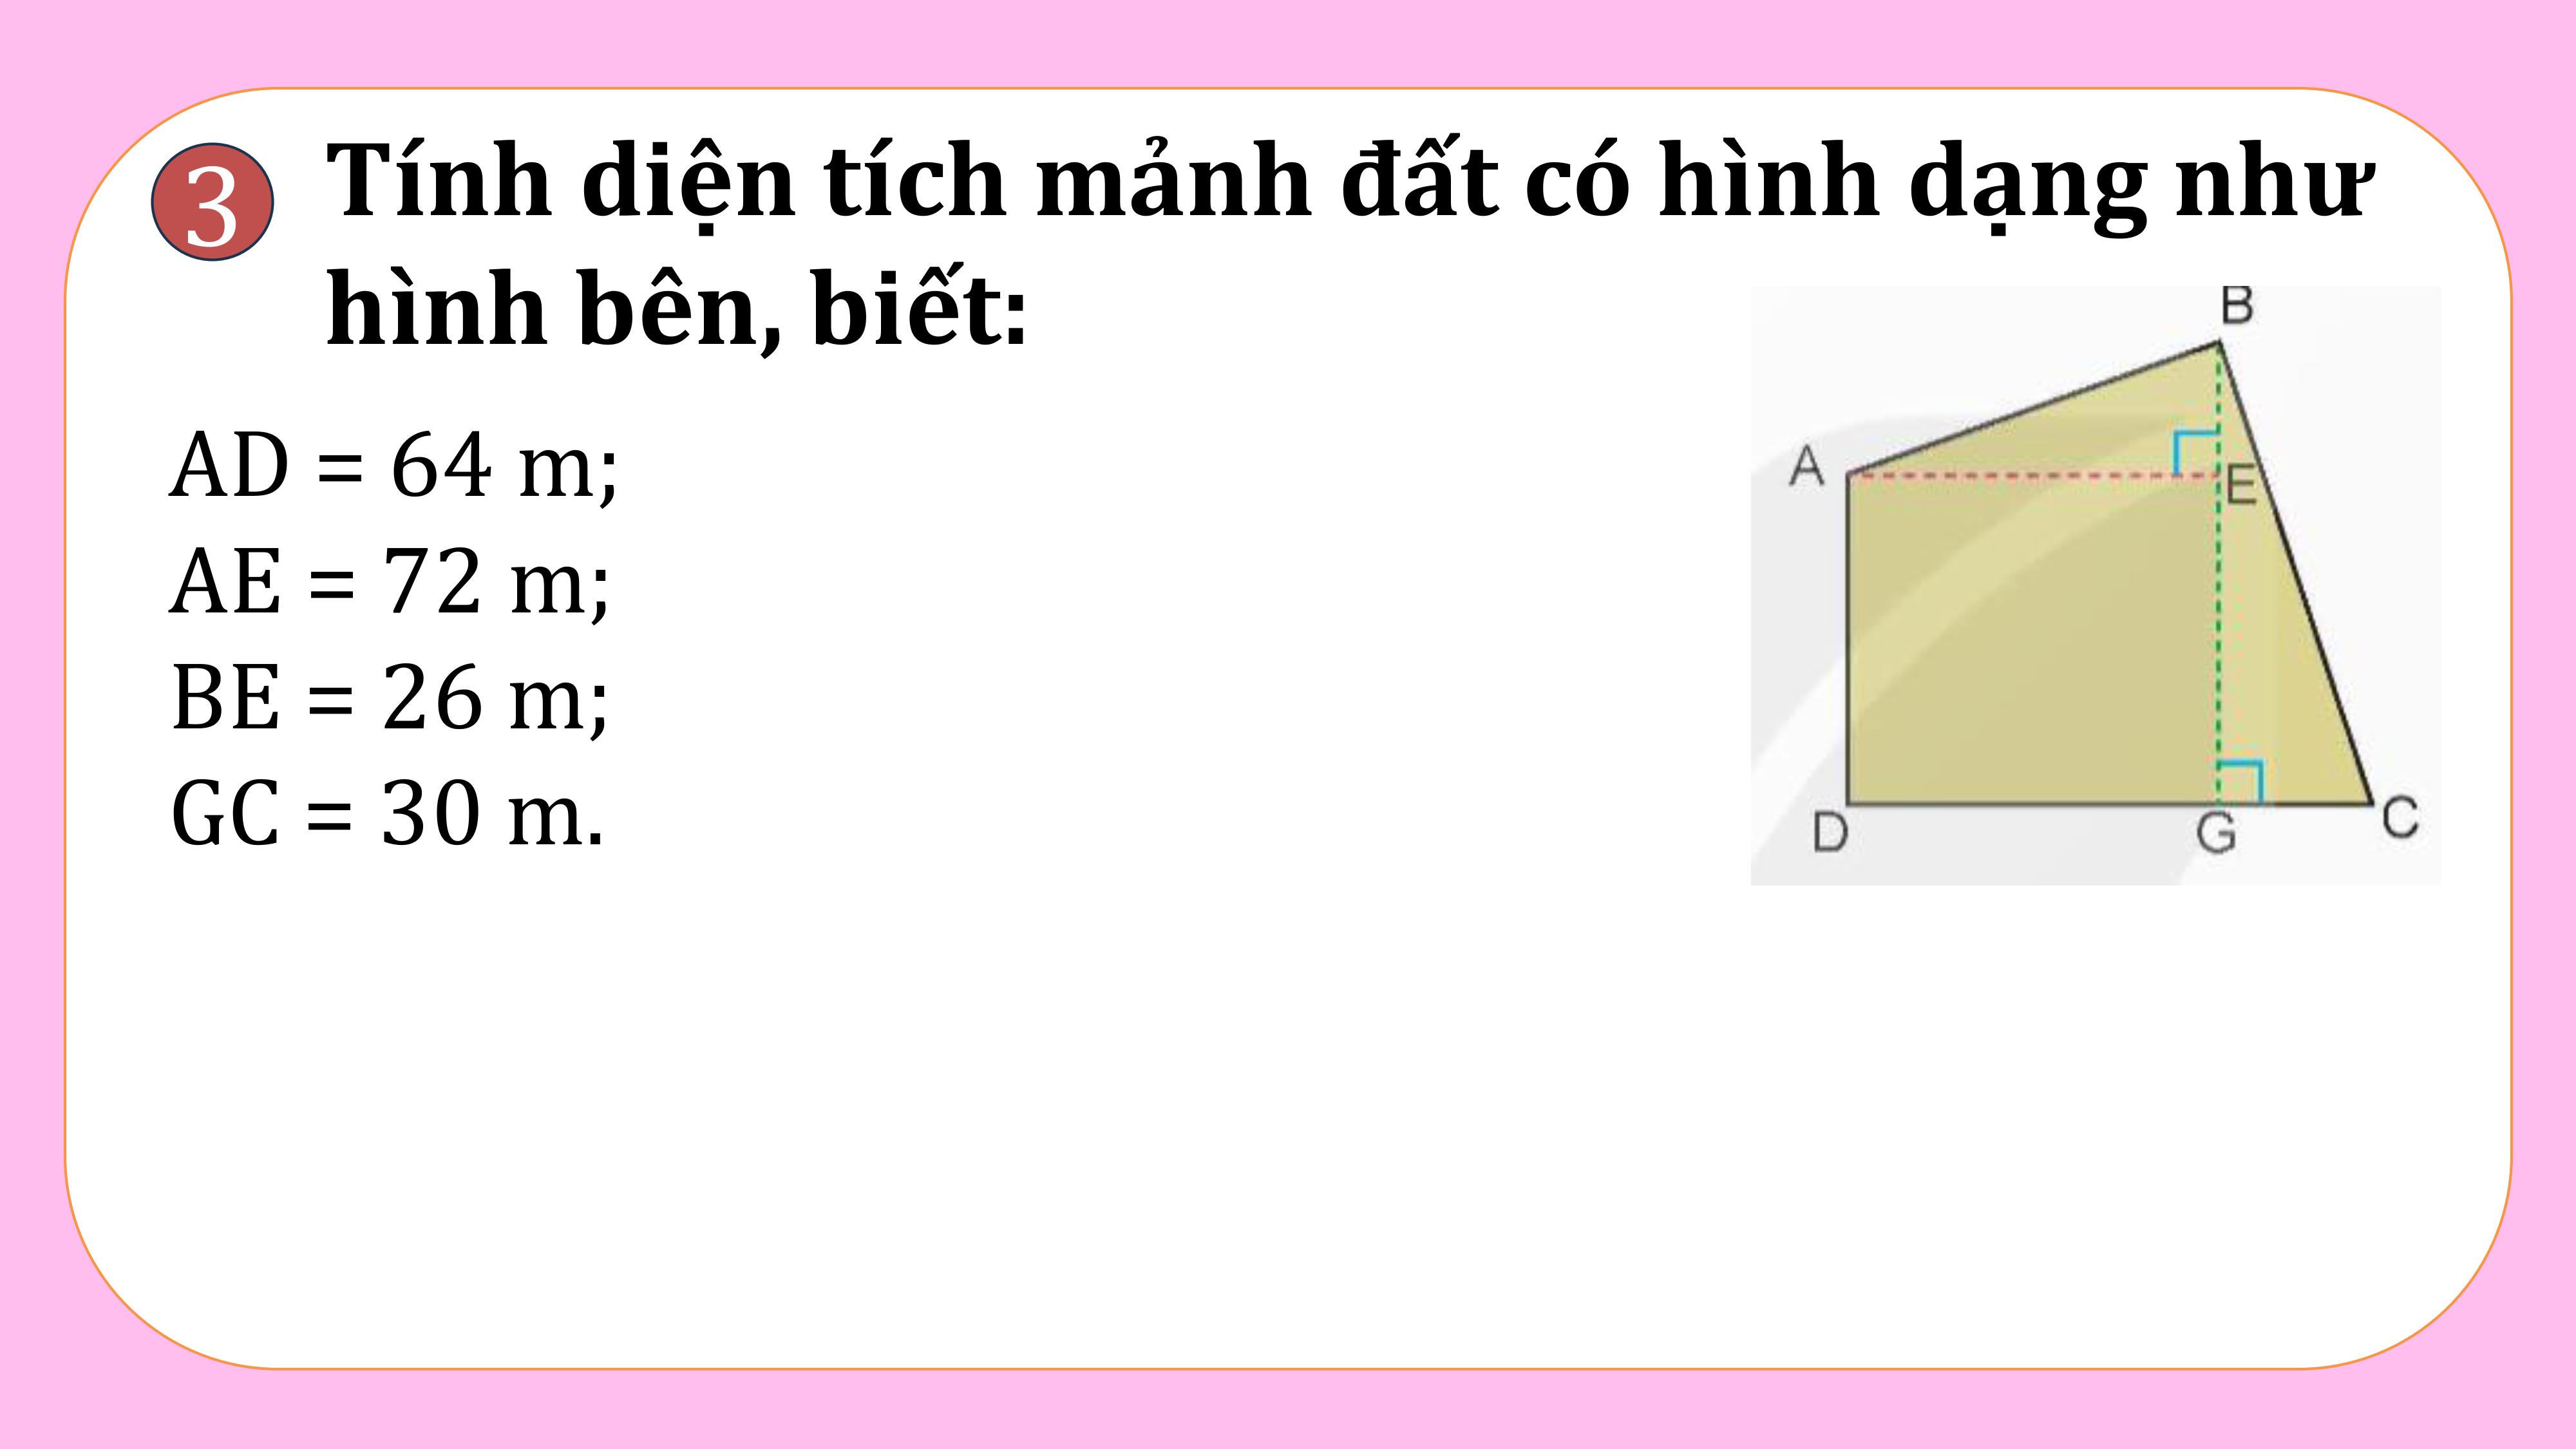 3 Tính diện tích mảnh đất có hình dạng như
hình bên, biết:
AD = 64 m;
AE = 72 m;
BE = 26 m;
GC = 30 m.
B
A
E
D
G
C